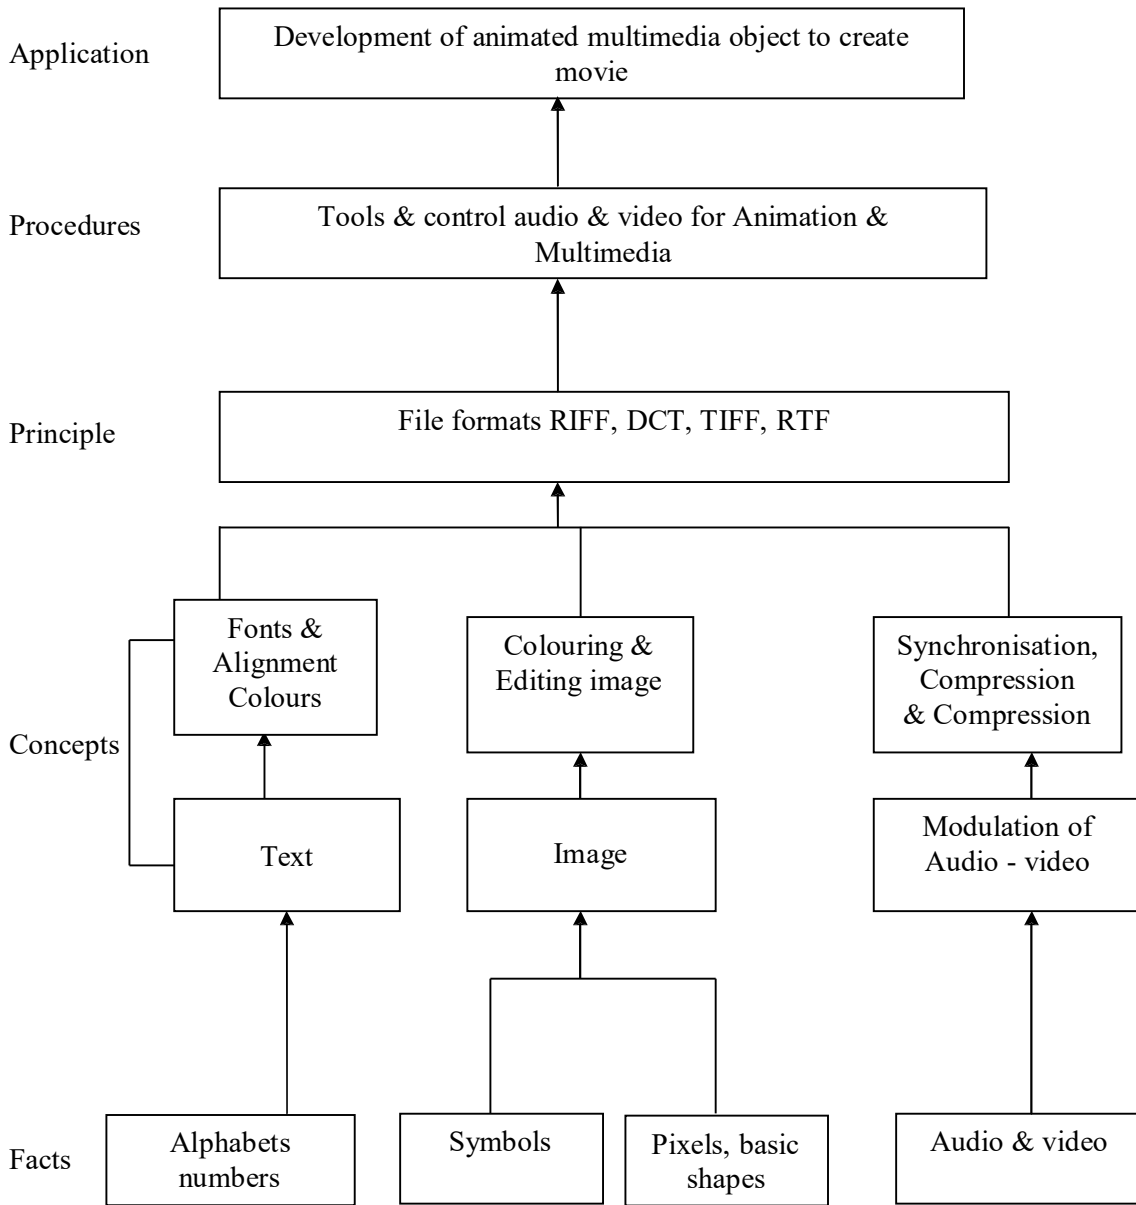 Application
Development of animated multimedia object to create
movie
Procedures
Tools & control audio & video for Animation &
Multimedia
Principle
File formats RIFF, DCT, TIFF, RTF
Concepts
Fonts &
Alignment
Colours
Colouring &
Editing image
Synchronisation,
Compression
& Compression
Text
Image
Modulation of
Audio - video
Facts
Alphabets
numbers
Symbols
Pixels, basic
shapes
Audio & video